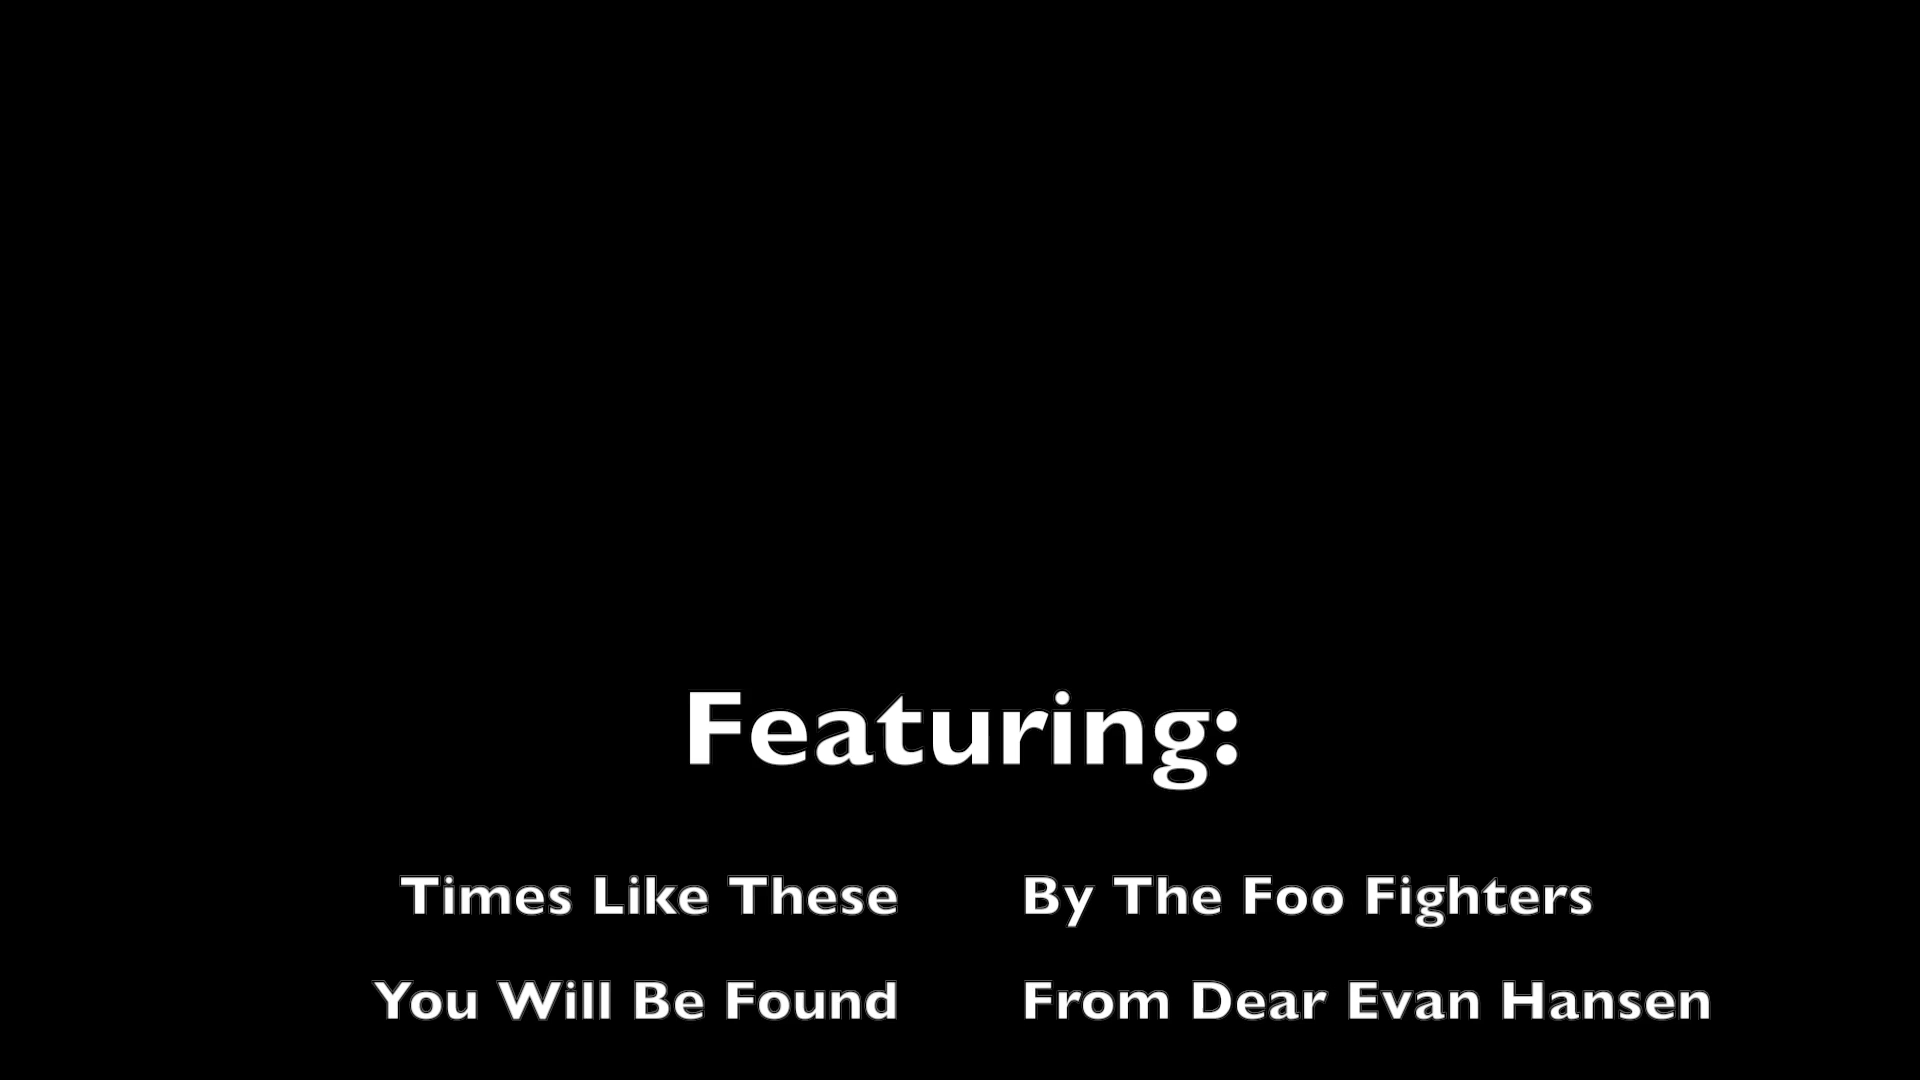 Featuring:
Times Like These By The Foo Fighters
You Will Be Found From Dear Evan Hansen